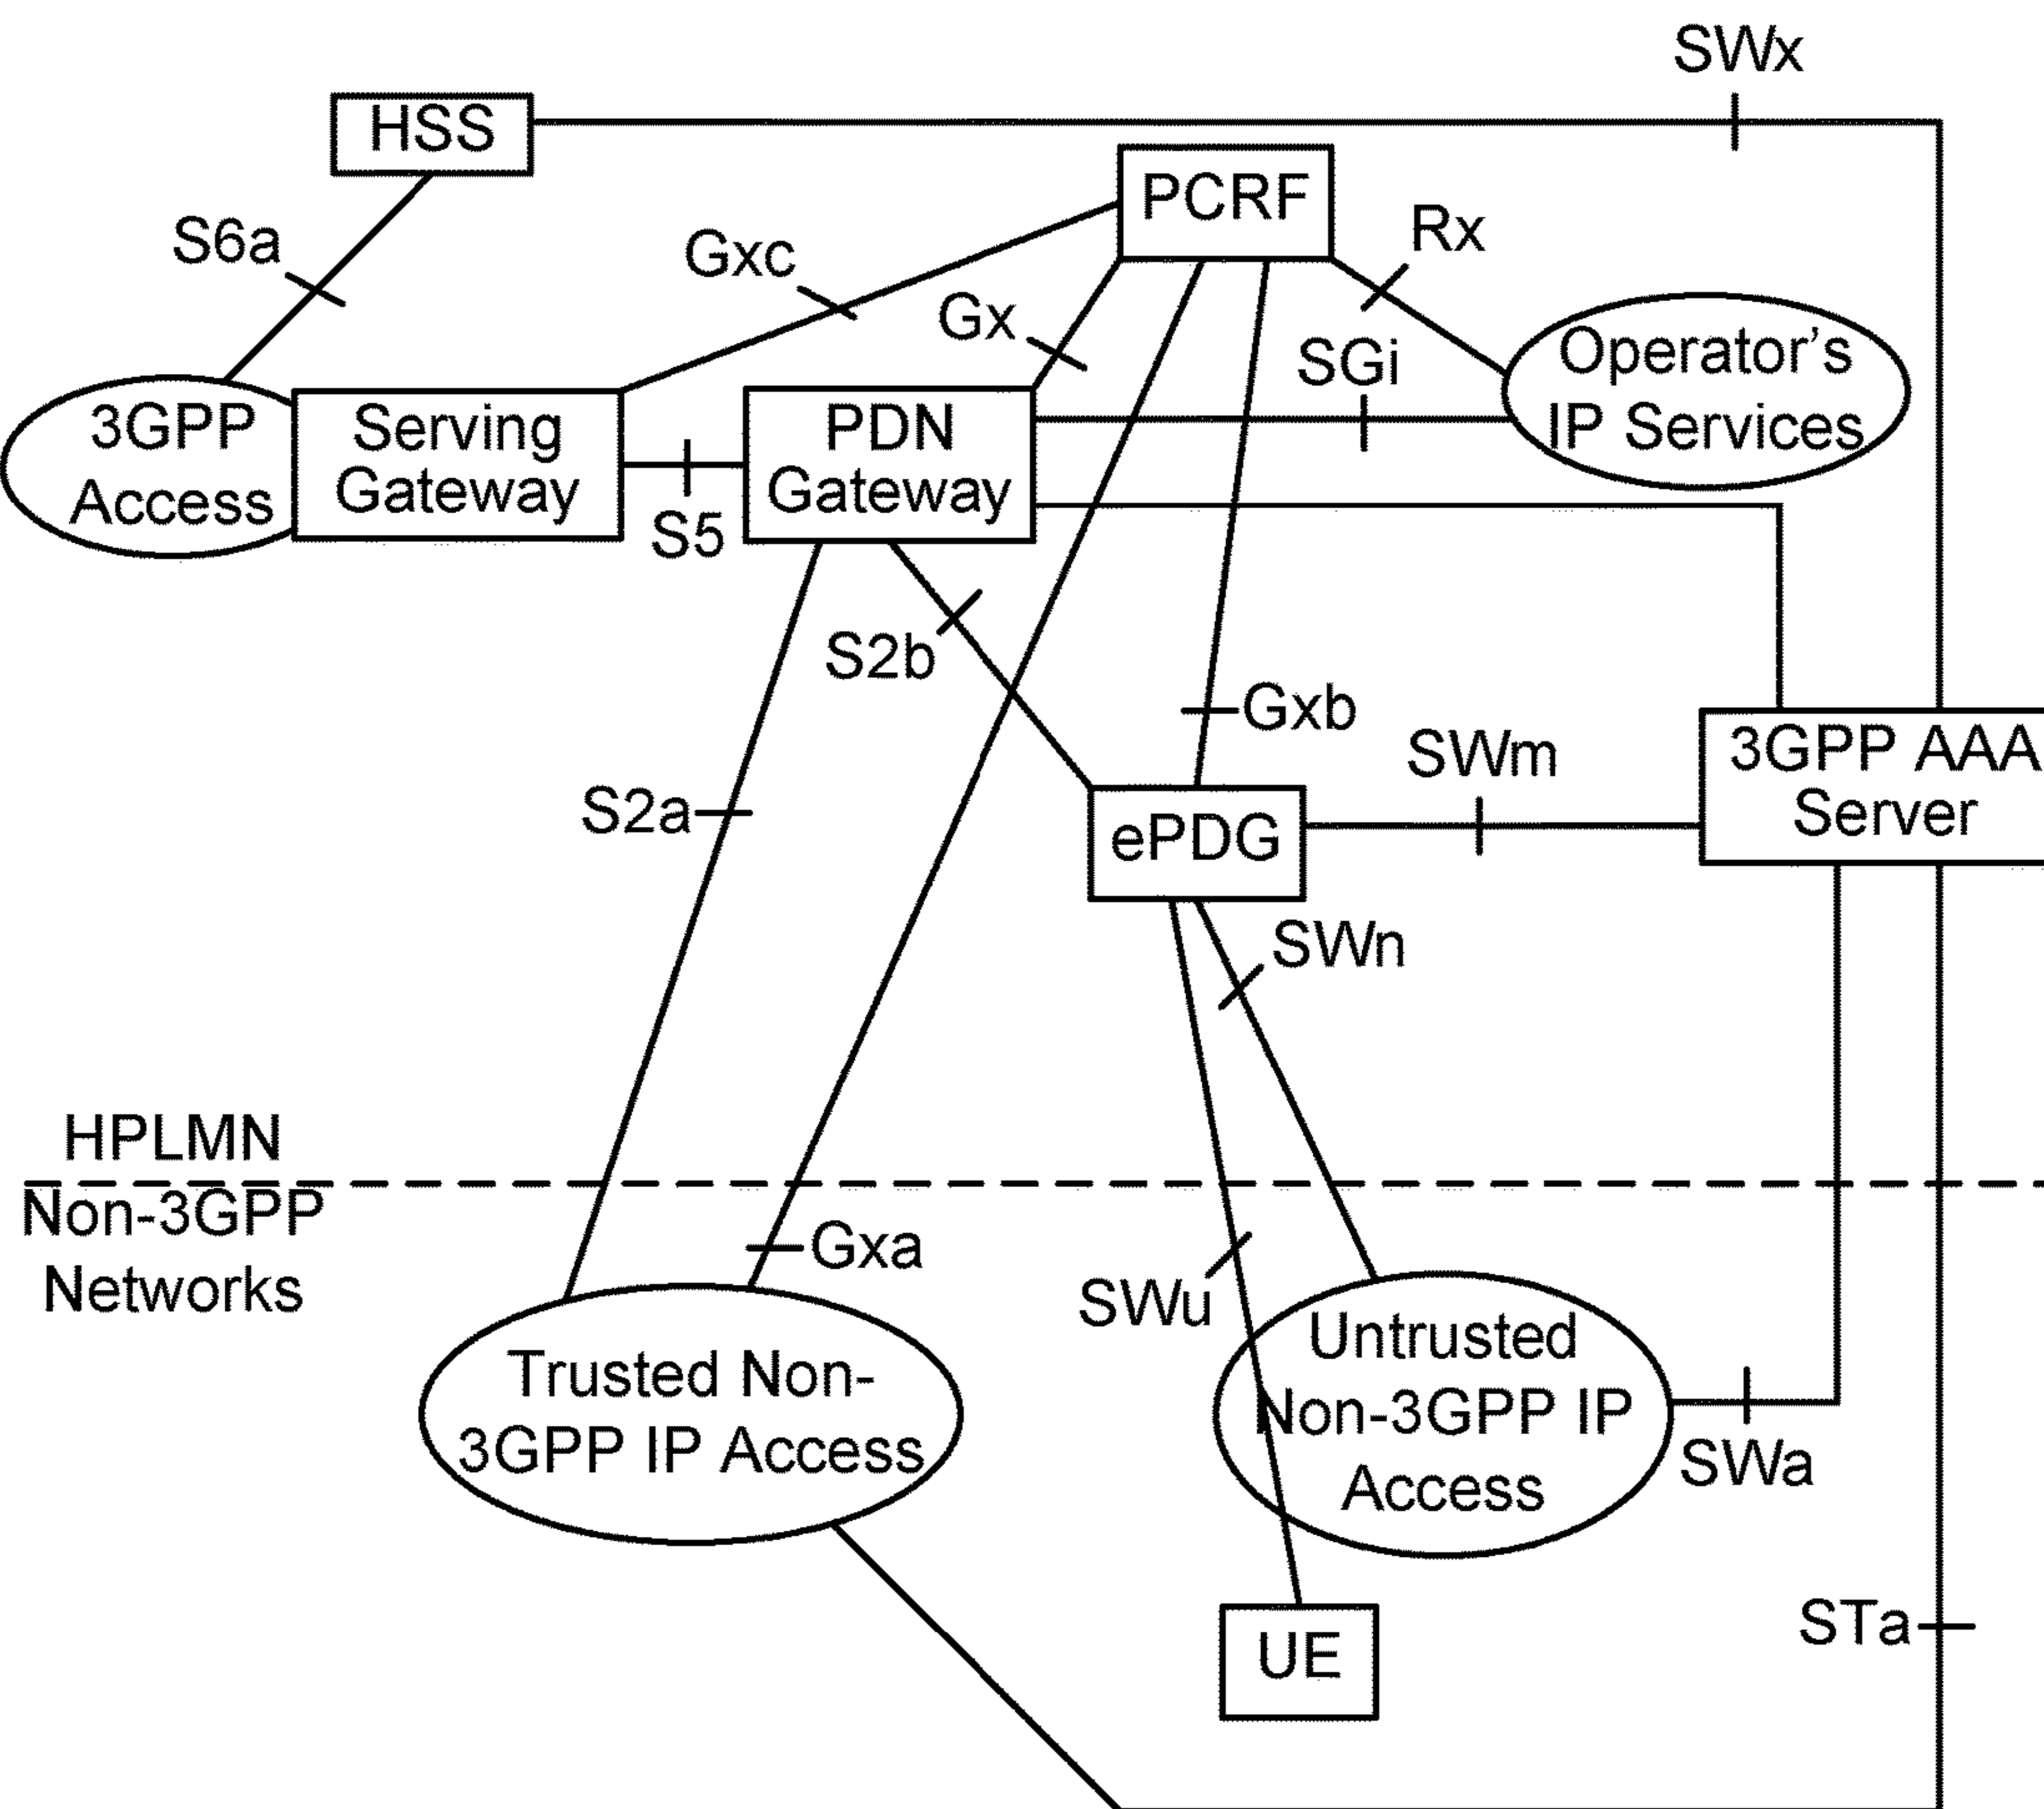 SWx
HSS
PCRF
S6a
Gxc
Rx
Gx
SGi
Operator's
IP Services
3GPP
Access
Serving
Gateway
S5
PDN
Gateway
S2b
Gxb
SWm
3GPP AAA
Server
S2a
ePDG
SWn
HPLMN
Non-3GPP
Networks
Gxa
SWu
Trusted Non-
3GPP IP Access
Untrusted
Non-3GPP IP
Access
SWa
STa
UE